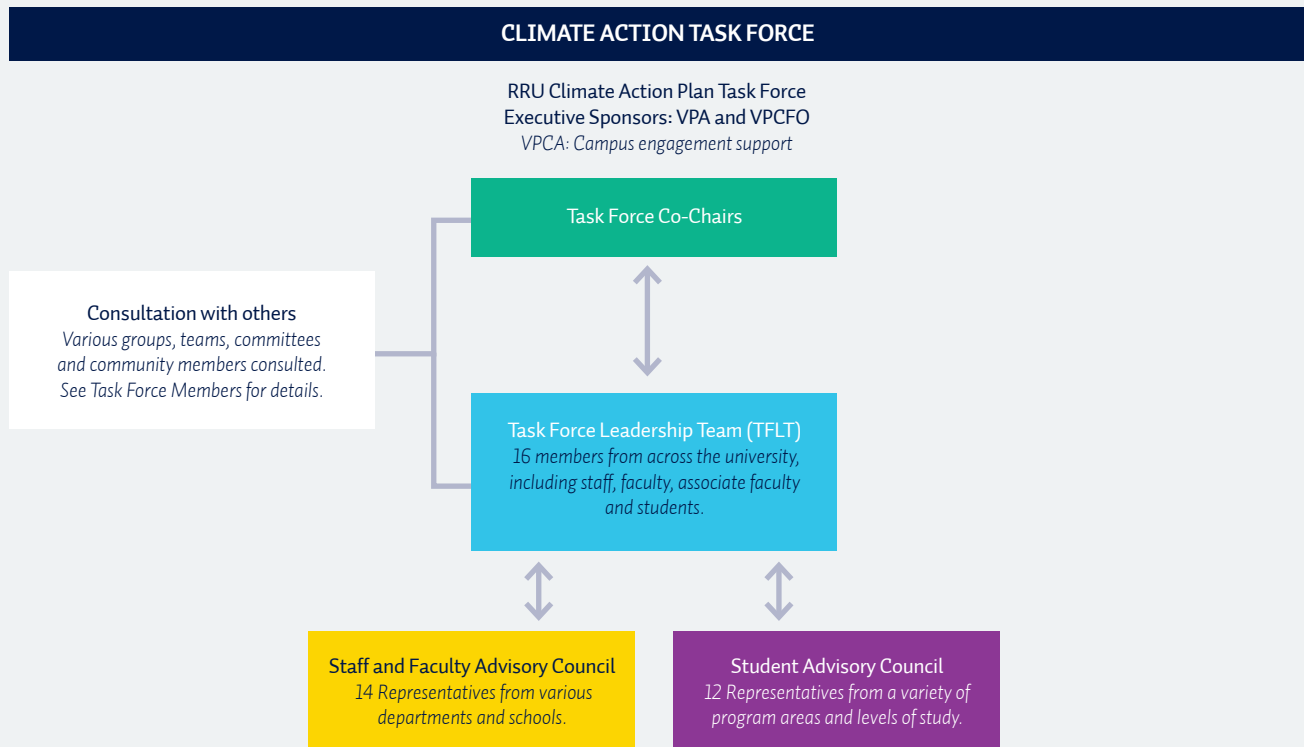 CLIMATE ACTION TASK FORCE
RRU Climate Action Plan Task Force
Executive Sponsors: VPA and VPCFO
VPCA: Campus engagement support
Task Force Co-Chairs
Consultation with others
Various groups, teams, committees
and community members consulted.
See Task Force Members for details.
Task Force Leadership Team (TFLT)
16 members from across the university,
including staff, faculty, associate faculty
and students.
Staff and Faculty Advisory Council
14 Representatives from various
departments and schools.
Student Advisory Council
12 Representatives from a variety of
program areas and levels of study.